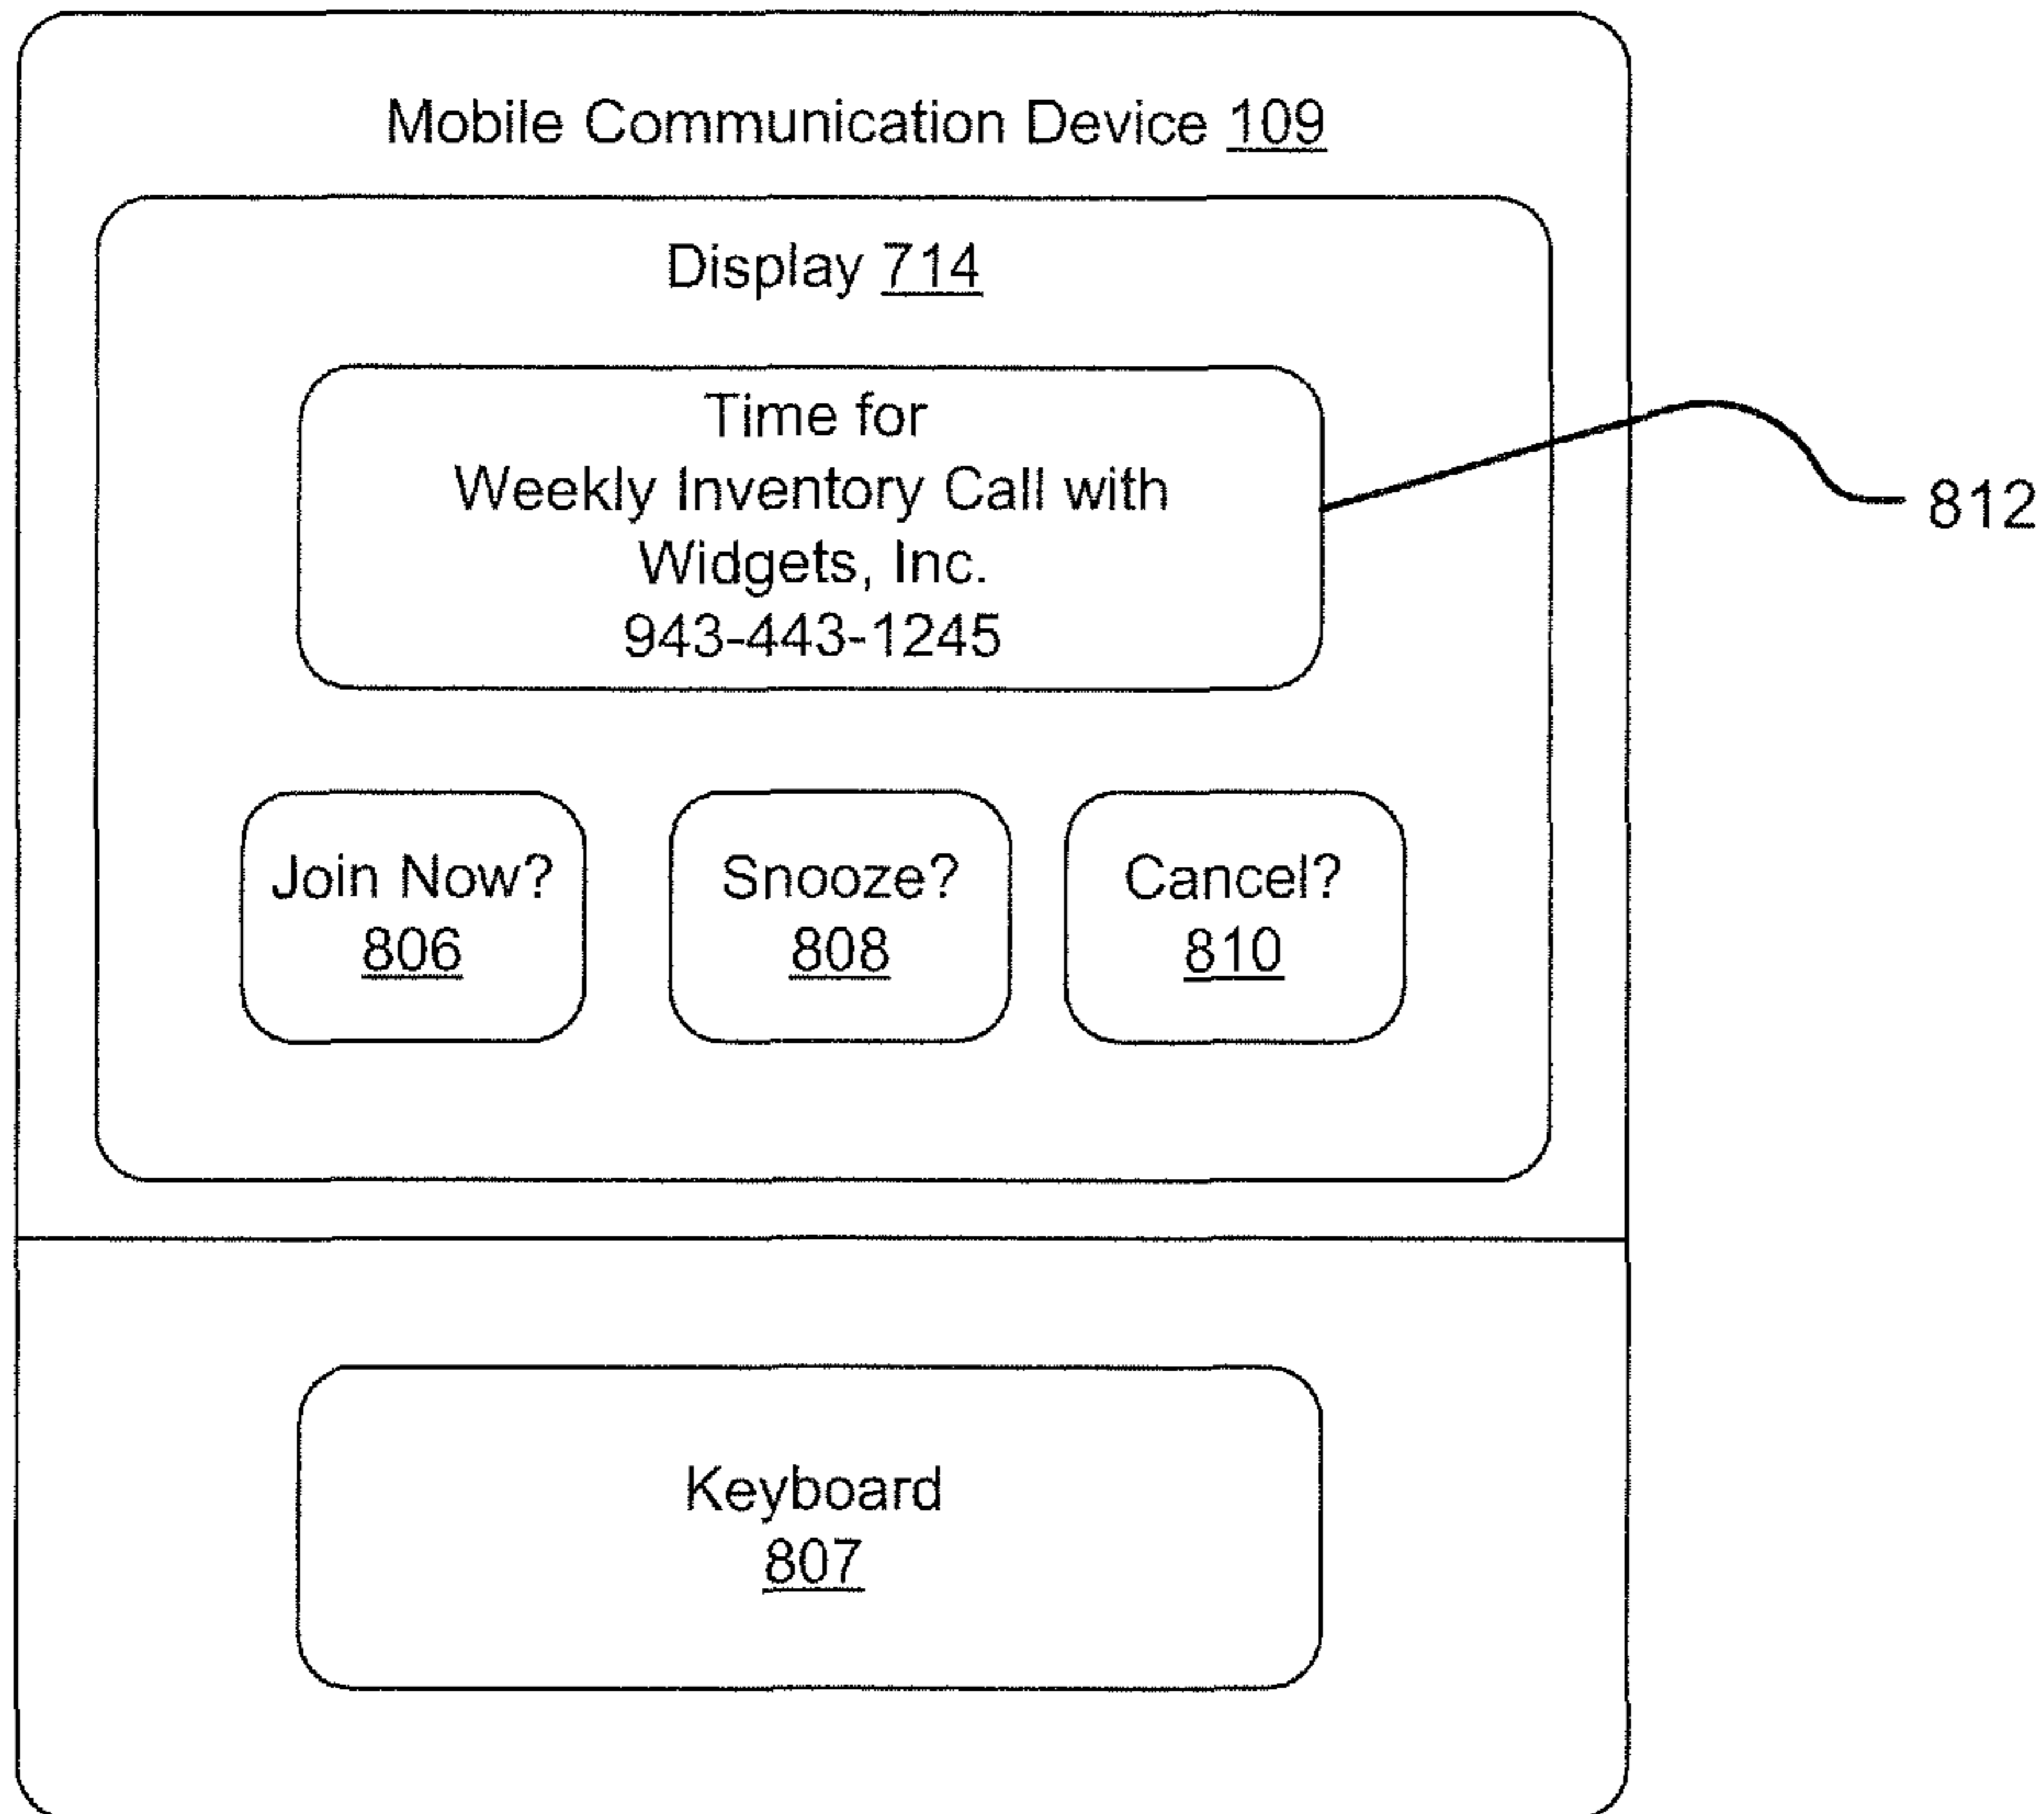 Mobile Communication Device 109
Display 714
Time for
Weekly Inventory Call with
Widgets, Inc.
943-443-1245
812
Join Now?
806
Snooze?
808
Cancel?
810
Keyboard
807